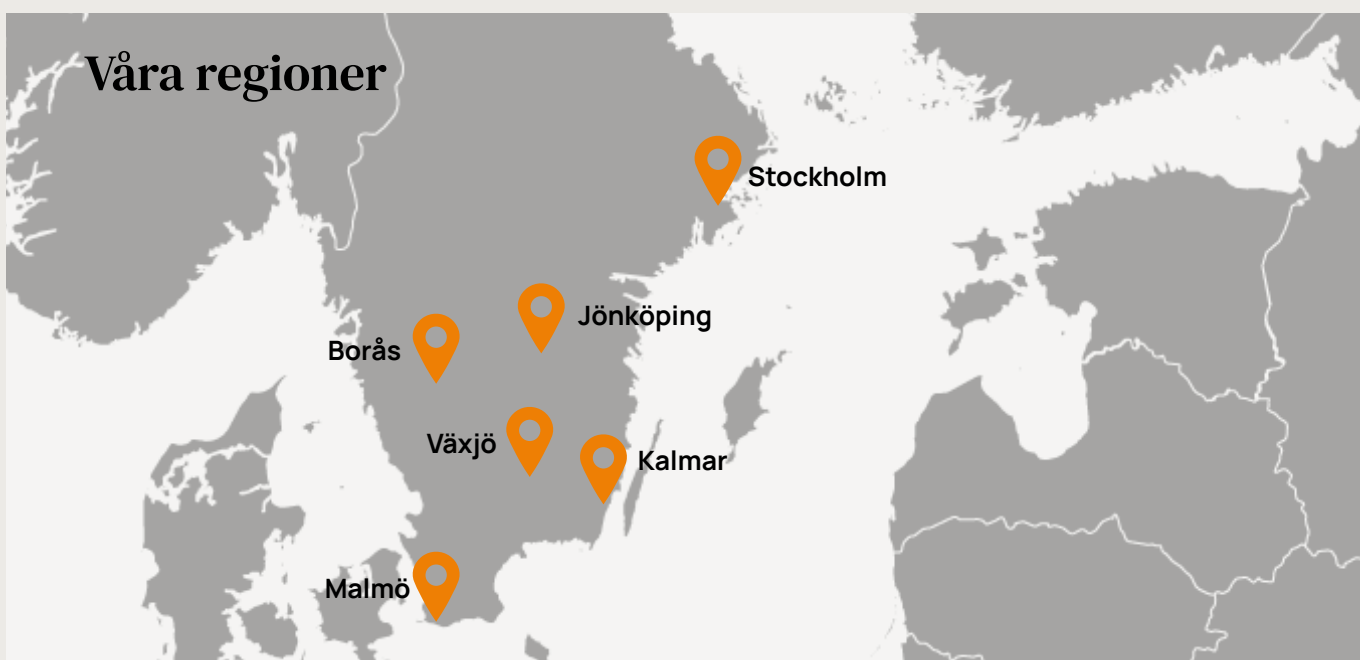 Våra regioner
Stockholm
Jönköping
Borås
Växjö
Kalmar
Malmö